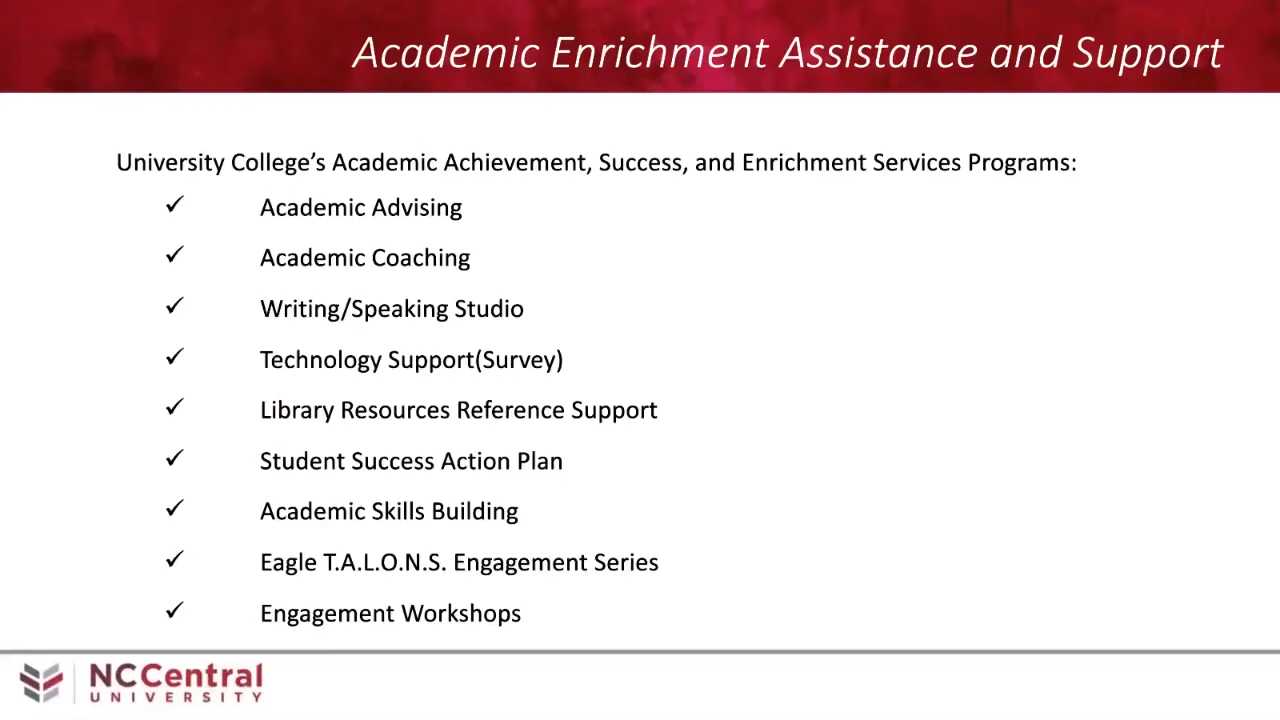 Academic Enrichment Assistance and Support
University College’s Academic Achievement, Success, and Enrichment Services Programs:
✓ Academic Advising
✓ Academic Coaching
✓ Writing/Speaking Studio
✓ Technology Support(Survey)
✓ Library Resources Reference Support
✓ Student Success Action Plan
✓ Academic Skills Building
✓ Eagle T.A.L.O.N.S. Engagement Series
✓ Engagement Workshops
NCCentral
UNIVERSITY